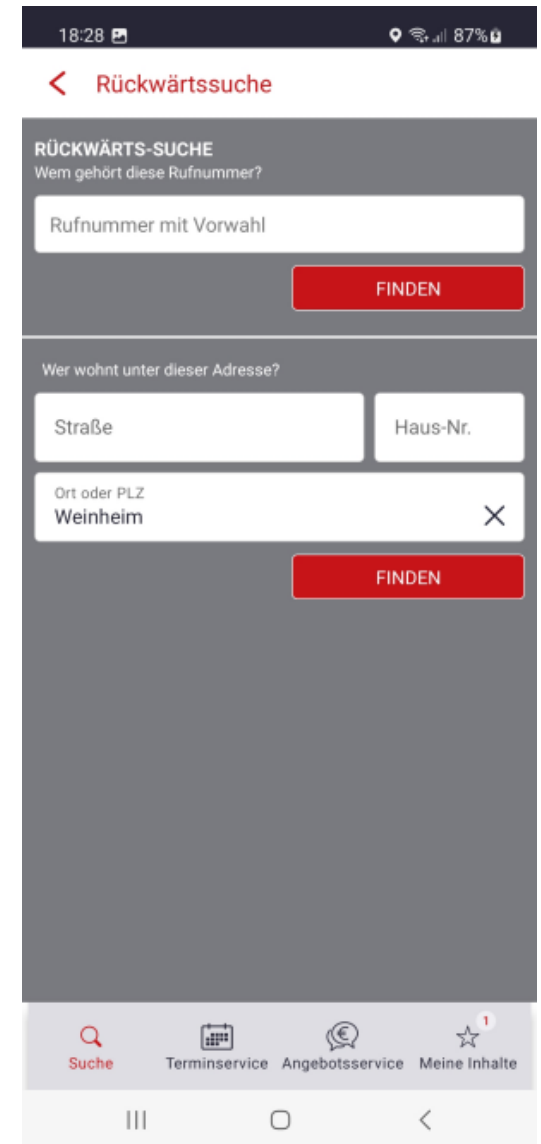 18:28 87%
Rückwärtssuche
RÜCKWÄRTS-SUCHE
Wem gehört diese Rufnummer?
Rufnummer mit Vorwahl
FINDEN
Wer wohnt unter dieser Adresse?
Straße Haus-Nr.
Ort oder PLZ
Weinheim
FINDEN
1
Suche Terminservice Angebotsservice Meine Inhalte